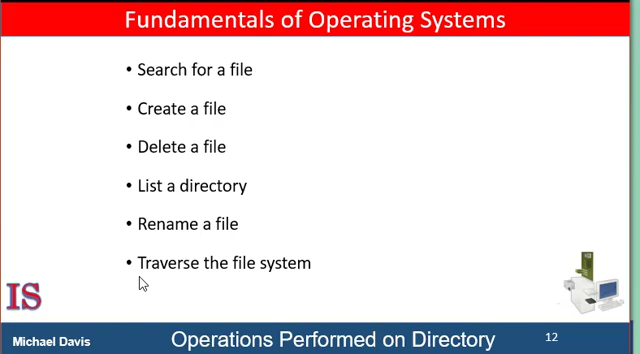 Fundamentals of Operating Systems
• Search for a file
• Create a file
• Delete a file
• List a directory
• Rename a file
• Traverse the file system
IS
Michael Davis
Operations Performed on Directory
12